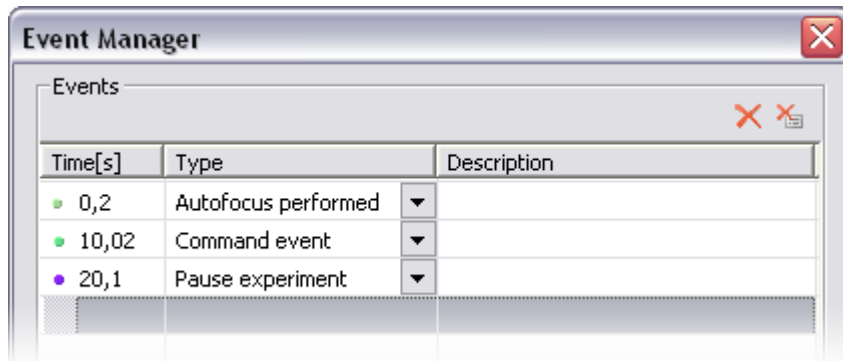 Event Manager
Events
Time[s] Type Description
0,2 Autofocus performed
10,02 Command event
20,1 Pause experiment